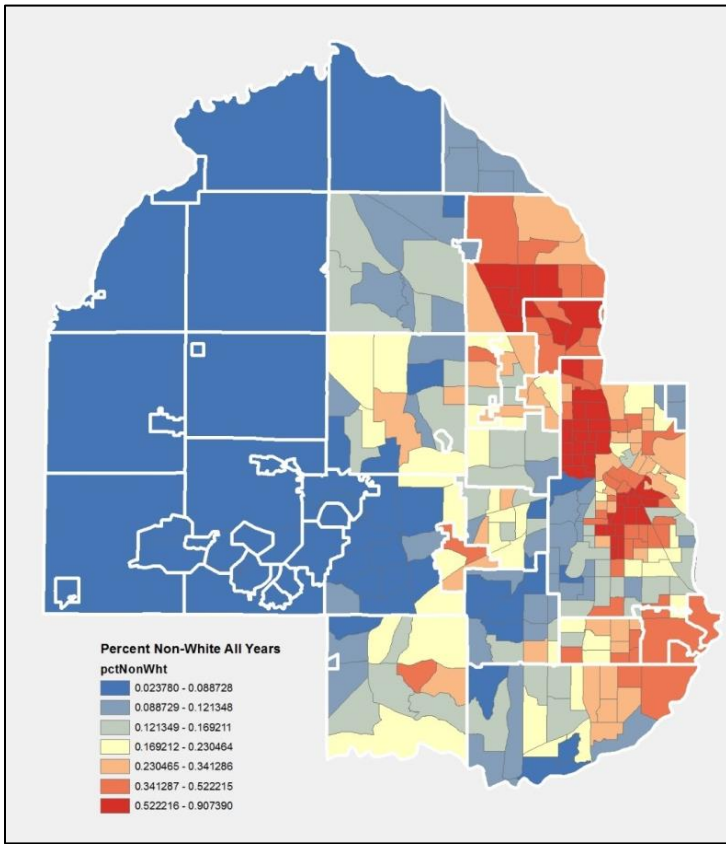 Percent Non-White All Years
pctNonWht
0.023780 - 0.088728
0.088729 - 0.121348
0.121349 - 0.169211
0.169212 - 0.230464
0.230465 - 0.341286
0.341287 - 0.522215
0.522216 - 0.907390